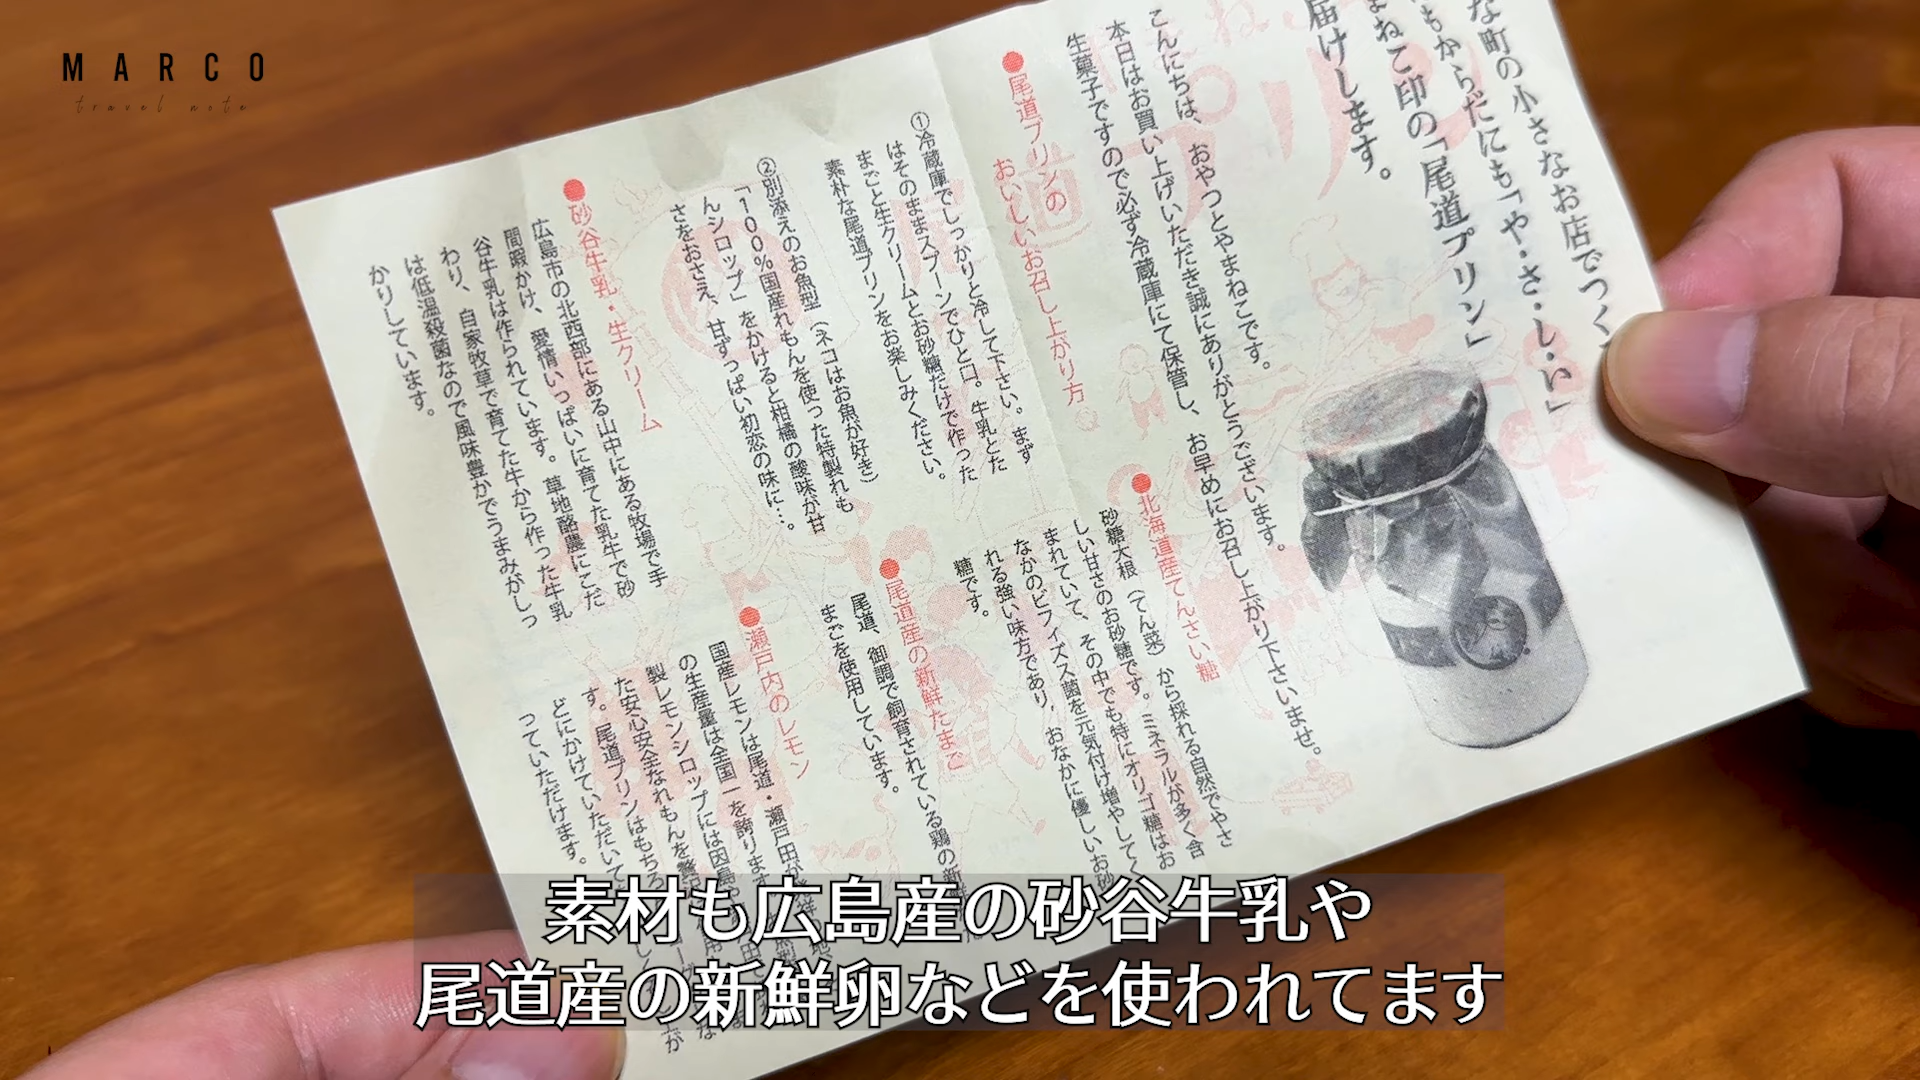 MARCO
travel note
な町の小さなお店でつく
もからだにも「や・さ・し・い」
まねこ印の「尾道プリン」
届けします。
こんにちは、おやつとやまねこです。
本日はお買い上げいただき誠にありがとうございます。
生菓子ですので必ず冷蔵庫にて保管し、お早めにお召し上がり下さいませ。
●尾道プリンの
おいしいお召し上がり方
①冷蔵庫でしっかりと冷して下さい。まず
はそのままスプーンでひと口。牛乳とた
まごと生クリームとお砂糖だけで作った
素朴な尾道プリンをお楽しみください。
②別添えのお魚型(ネコはお魚が好き)
「100%国産れもんを使った特製れも
んシロップ」をかけると柑橘の酸味が甘
さをおさえ、甘ずっぱい初恋の味に…。
●砂谷牛乳・生クリーム
広島市の北西部にある山中にある牧場で手
間暇かけ、愛情いっぱいに育てた乳牛で砂
谷牛乳は作られています。草地酪農にこだ
わり、自家牧草で育てた牛から作った牛乳
は低温殺菌なので風味豊かでうまみがしっ
かりしています。
●北海道産てんさい糖
砂糖大根(てん菜)から採れる自然でやさ
しい甘さのお砂糖です。ミネラルが多く含
まれていて、その中でも特にオリゴ糖はお
なかのビフィズス菌を元気付け増やしてく
れる強い味方であり、おなかに優しいお砂
糖です。
●尾道産の新鮮たまご
尾道、御調で飼育されている鶏の新鮮
まごを使用しています。
●瀬戸内のレモン
国産レモンは尾道・瀬戸田が
の生産量は全国一を誇ります
製レモンシロップには因島
た安心安全なれもんを贅沢
す。尾道プリンはもちろ
どにかけていただいて
っていただけます。
素材も広島産の砂谷牛乳や
尾道産の新鮮卵などを使われてます